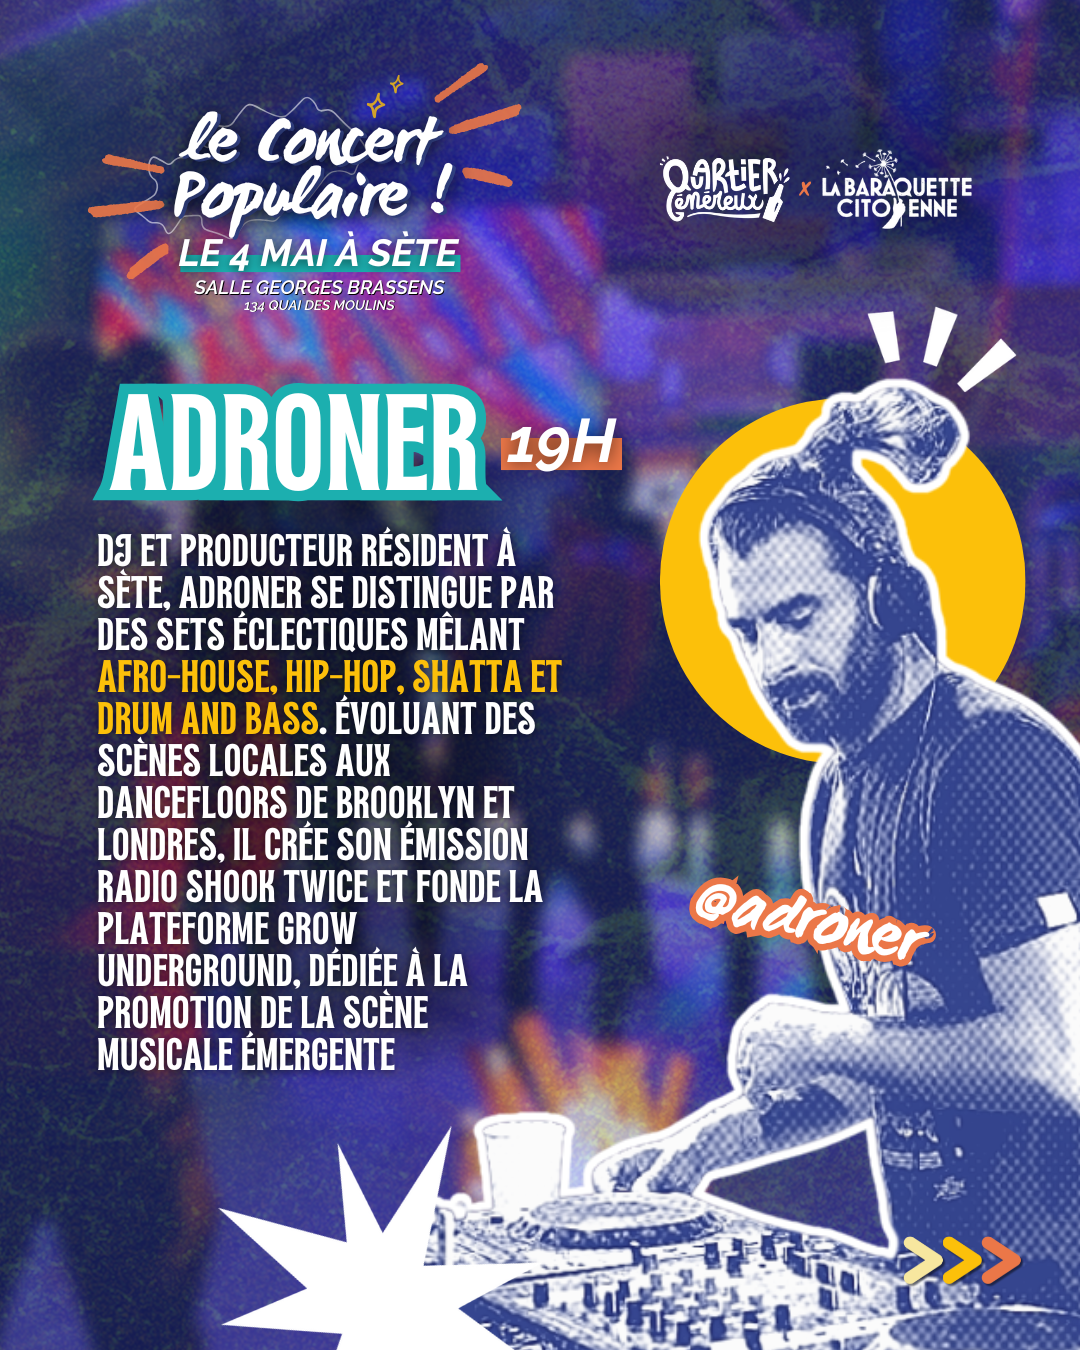 le Concert
Populaire !
LE 4 MAI À SÈTE
SALLE GEORGES BRASSENS
134 QUAI DES MOULINS
QUARTiER
Généreux
x
LA BARAQUETTE
CITOYENNE
ADRONER
19H
DJ ET PRODUCTEUR RÉSIDENT À
SÈTE, ADRONER SE DISTINGUE PAR
DES SETS ÉCLECTIQUES MÊLANT
AFRO-HOUSE, HIP-HOP, SHATTA ET
DRUM AND BASS. ÉVOLUANT DES
SCÈNES LOCALES AUX
DANCEFLOORS DE BROOKLYN ET
LONDRES, IL CRÉE SON ÉMISSION
RADIO SHOOK TWICE ET FONDE LA
PLATEFORME GROW
UNDERGROUND, DÉDIÉE À LA
PROMOTION DE LA SCÈNE
MUSICALE ÉMERGENTE
@adroner